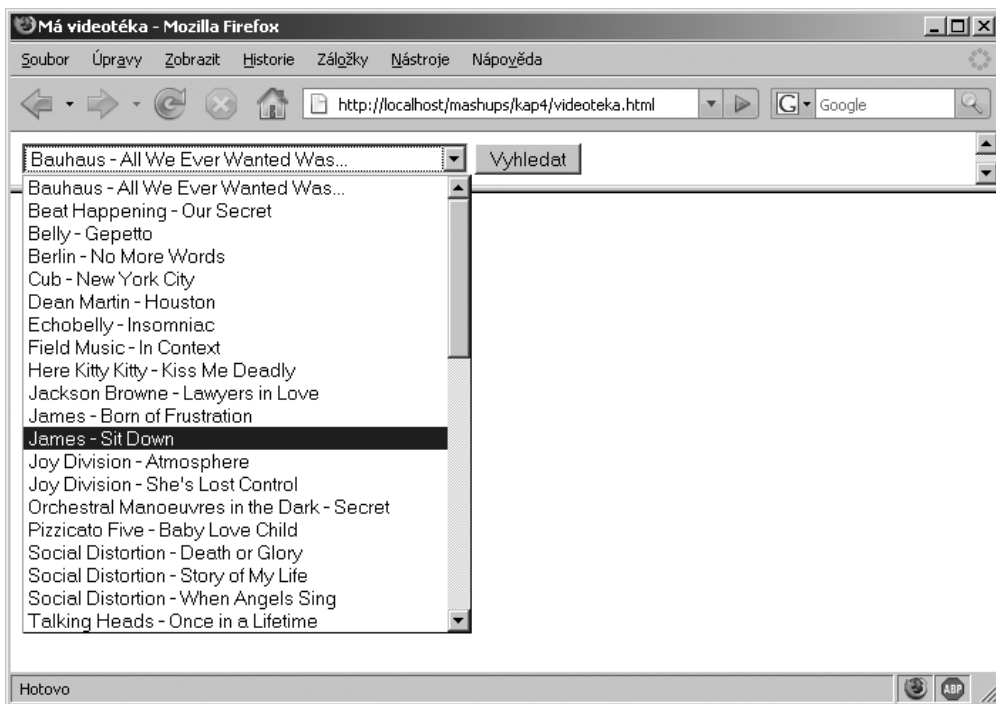 Má videotéka - Mozilla Firefox
Soubor Úpravy Zobrazit Historie Záložky Nástroje Nápověda
http://localhost/mashups/kap4/videoteka.html G Google
Bauhaus - All We Ever Wanted Was... Vyhledat
Bauhaus - All We Ever Wanted Was...
Beat Happening - Our Secret
Belly - Gepetto
Berlin - No More Words
Cub - New York City
Dean Martin - Houston
Echobelly - Insomniac
Field Music - In Context
Here Kitty Kitty - Kiss Me Deadly
Jackson Browne - Lawyers in Love
James - Born of Frustration
James - Sit Down
Joy Division - Atmosphere
Joy Division - She's Lost Control
Orchestral Manoeuvres in the Dark - Secret
Pizzicato Five - Baby Love Child
Social Distortion - Death or Glory
Social Distortion - Story of My Life
Social Distortion - When Angels Sing
Talking Heads - Once in a Lifetime
Hotovo ABP